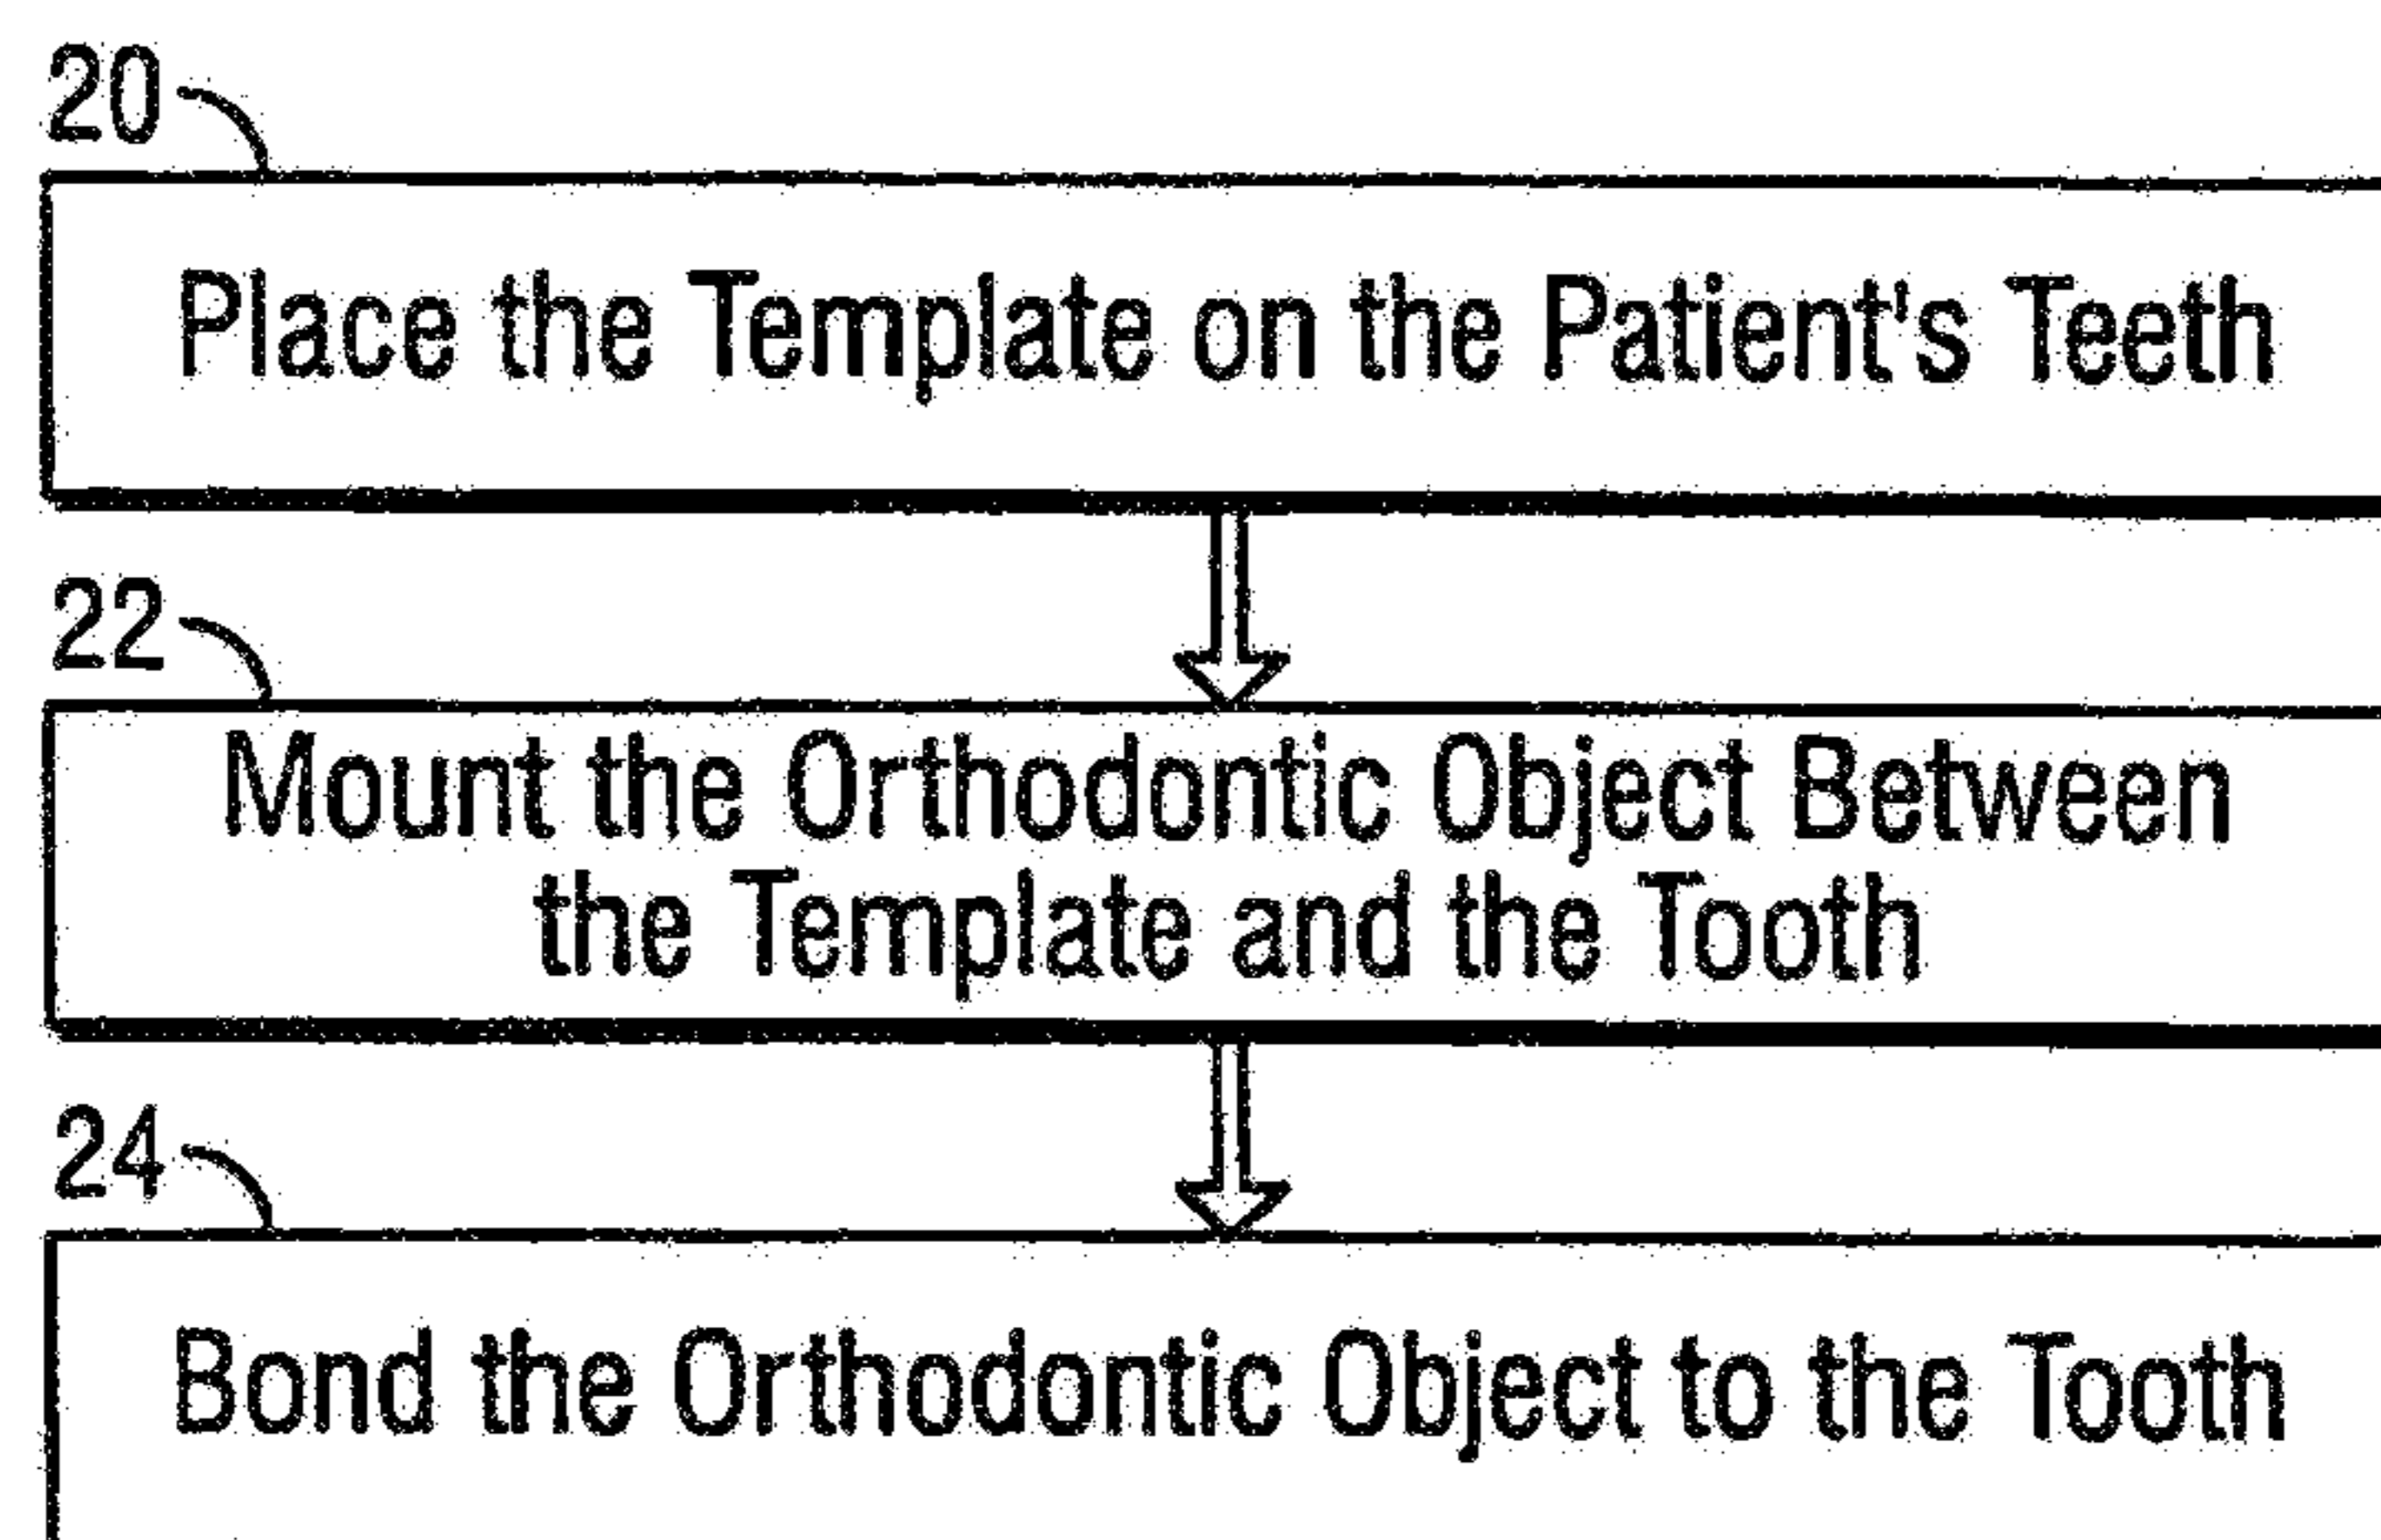 20
Place the Template on the Patient's Teeth
22
Mount the Orthodontic Object Between
the Template and the Tooth
24
Bond the Orthodontic Object to the Tooth